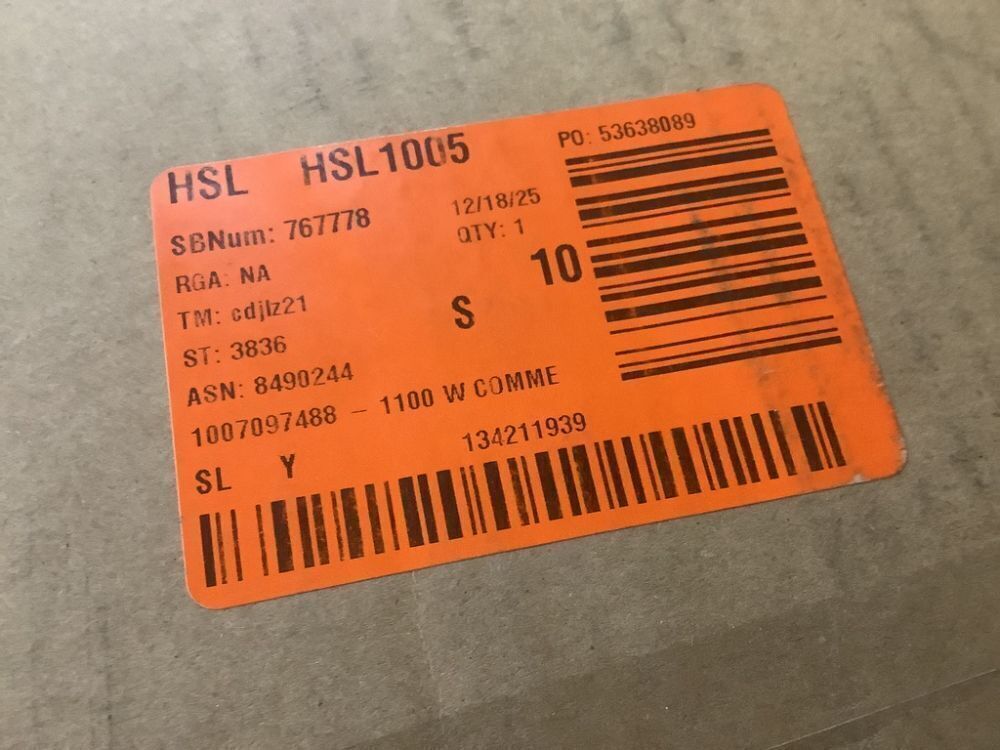 HSL HSL1005
PO: 53638089
SBNum: 767778
12/18/25
RGA: NA
QTY: 1
10
TM: cdjlz21
S
ST: 3836
ASN: 8490244
1007097488 - 1100 W COMME
SL Y
134211939